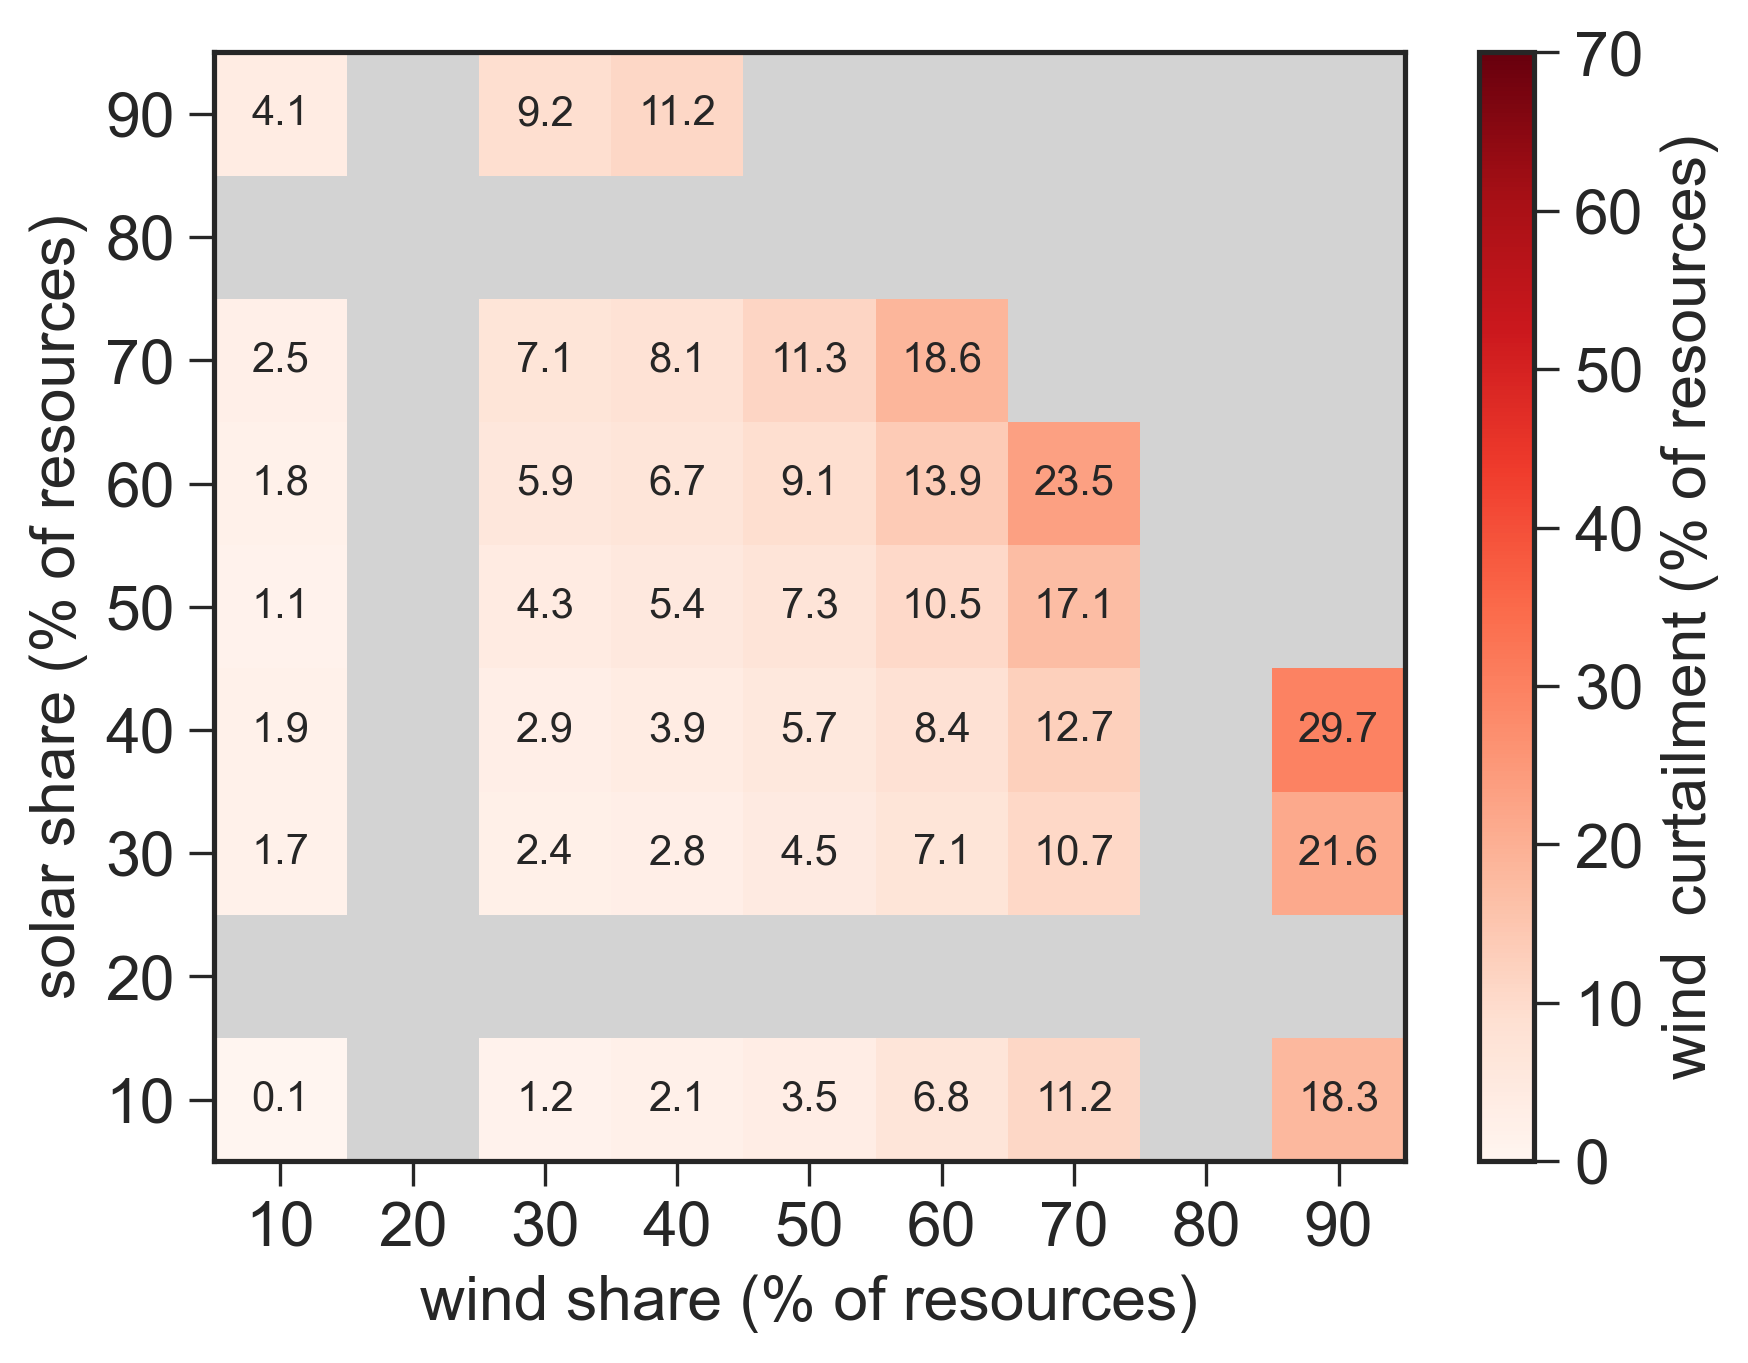 90 4.1 9.2 11.2
80
70 2.5 7.1 8.1 11.3 18.6
60 1.8 5.9 6.7 9.1 13.9 23.5
50 1.1 4.3 5.4 7.3 10.5 17.1
40 1.9 2.9 3.9 5.7 8.4 12.7 29.7
30 1.7 2.4 2.8 4.5 7.1 10.7 21.6
20
10 0.1 1.2 2.1 3.5 6.8 11.2 18.3
10 20 30 40 50 60 70 80 90
wind share (% of resources)
solar share (% of resources)
70
60
50
40
30
20
10
0
wind  curtailment (% of resources)